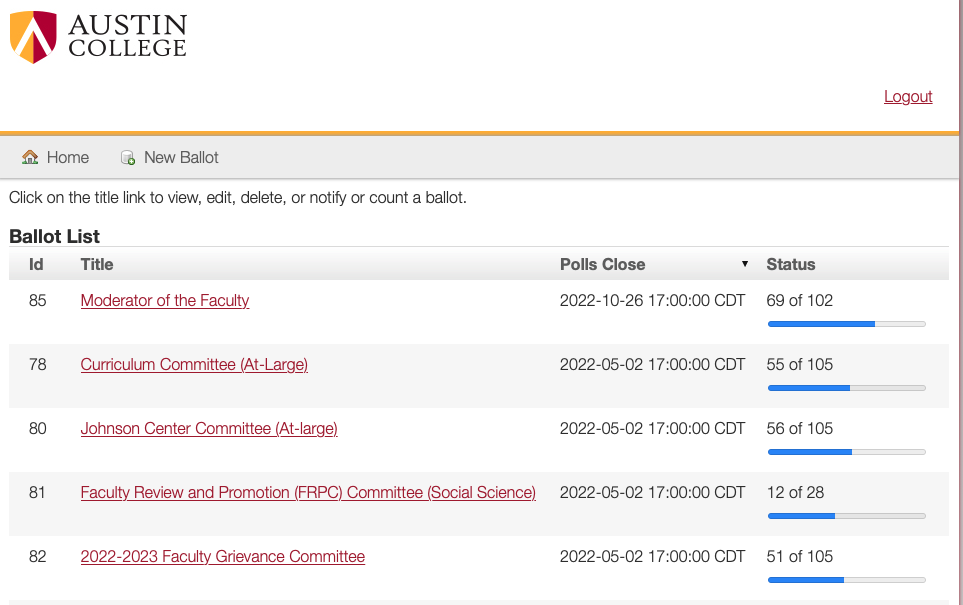 AUSTIN
COLLEGE
Logout
Home New Ballot
Click on the title link to view, edit, delete, or notify or count a ballot.
Ballot List
Id Title Polls Close ▼ Status
85 Moderator of the Faculty 2022-10-26 17:00:00 CDT 69 of 102
78 Curriculum Committee (At-Large) 2022-05-02 17:00:00 CDT 55 of 105
80 Johnson Center Committee (At-large) 2022-05-02 17:00:00 CDT 56 of 105
81 Faculty Review and Promotion (FRPC) Committee (Social Science) 2022-05-02 17:00:00 CDT 12 of 28
82 2022-2023 Faculty Grievance Committee 2022-05-02 17:00:00 CDT 51 of 105